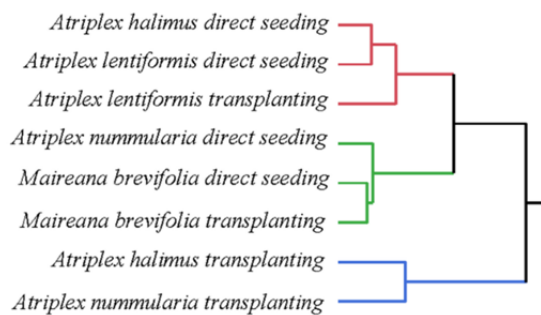 Atriplex halimus direct seeding
Atriplex lentiformis direct seeding
Atriplex lentiformis transplanting
Atriplex nummularia direct seeding
Maireana brevifolia direct seeding
Maireana brevifolia transplanting
Atriplex halimus transplanting
Atriplex nummularia transplanting